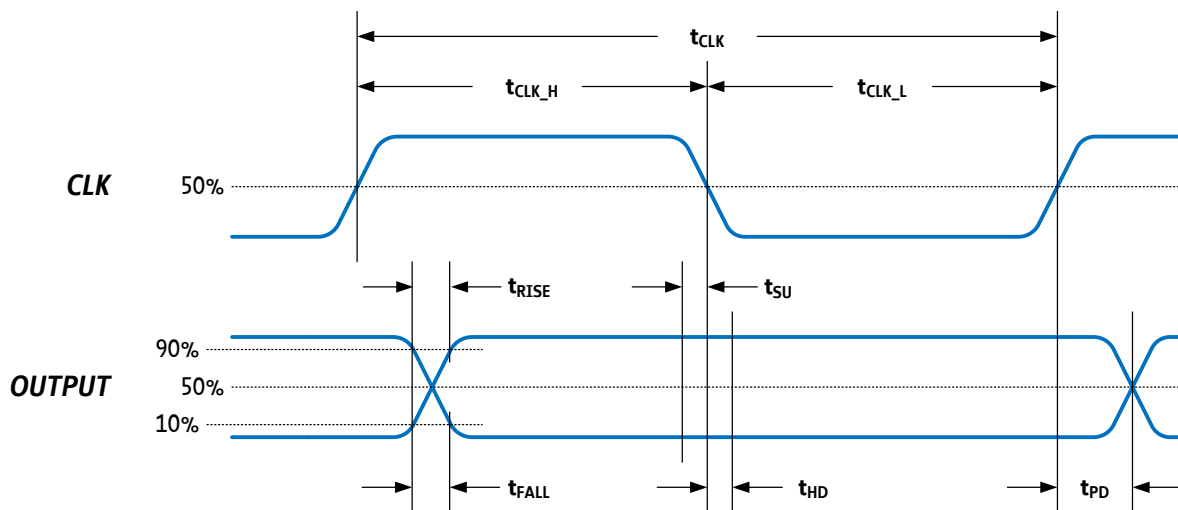 tCLK
tCLK_H
tCLK_L
CLK
50%
tRISE
tSU
90%
OUTPUT
50%
10%
tFALL
tHD
tPD